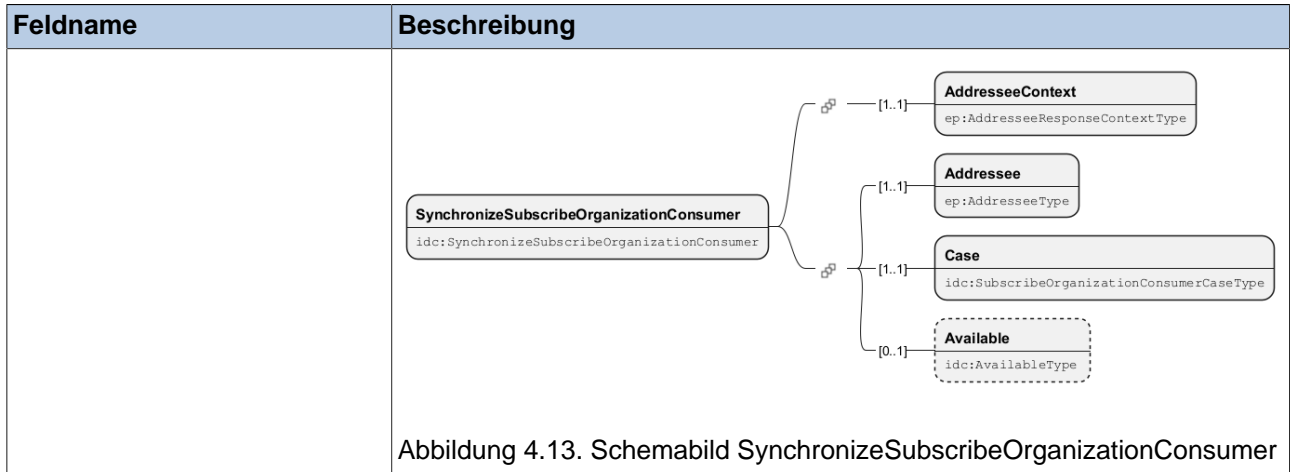 Feldname
Beschreibung
[1..1]
AddresseeContext
ep:AddresseeResponseContextType
[1..1]
Addressee
ep:AddresseeType
SynchronizeSubscribeOrganizationConsumer
idc:SynchronizeSubscribeOrganizationConsumer
[1..1]
Case
idc:SubscribeOrganizationConsumerCaseType
[0..1]
Available
idc:AvailableType
Abbildung 4.13. Schemabild SynchronizeSubscribeOrganizationConsumer